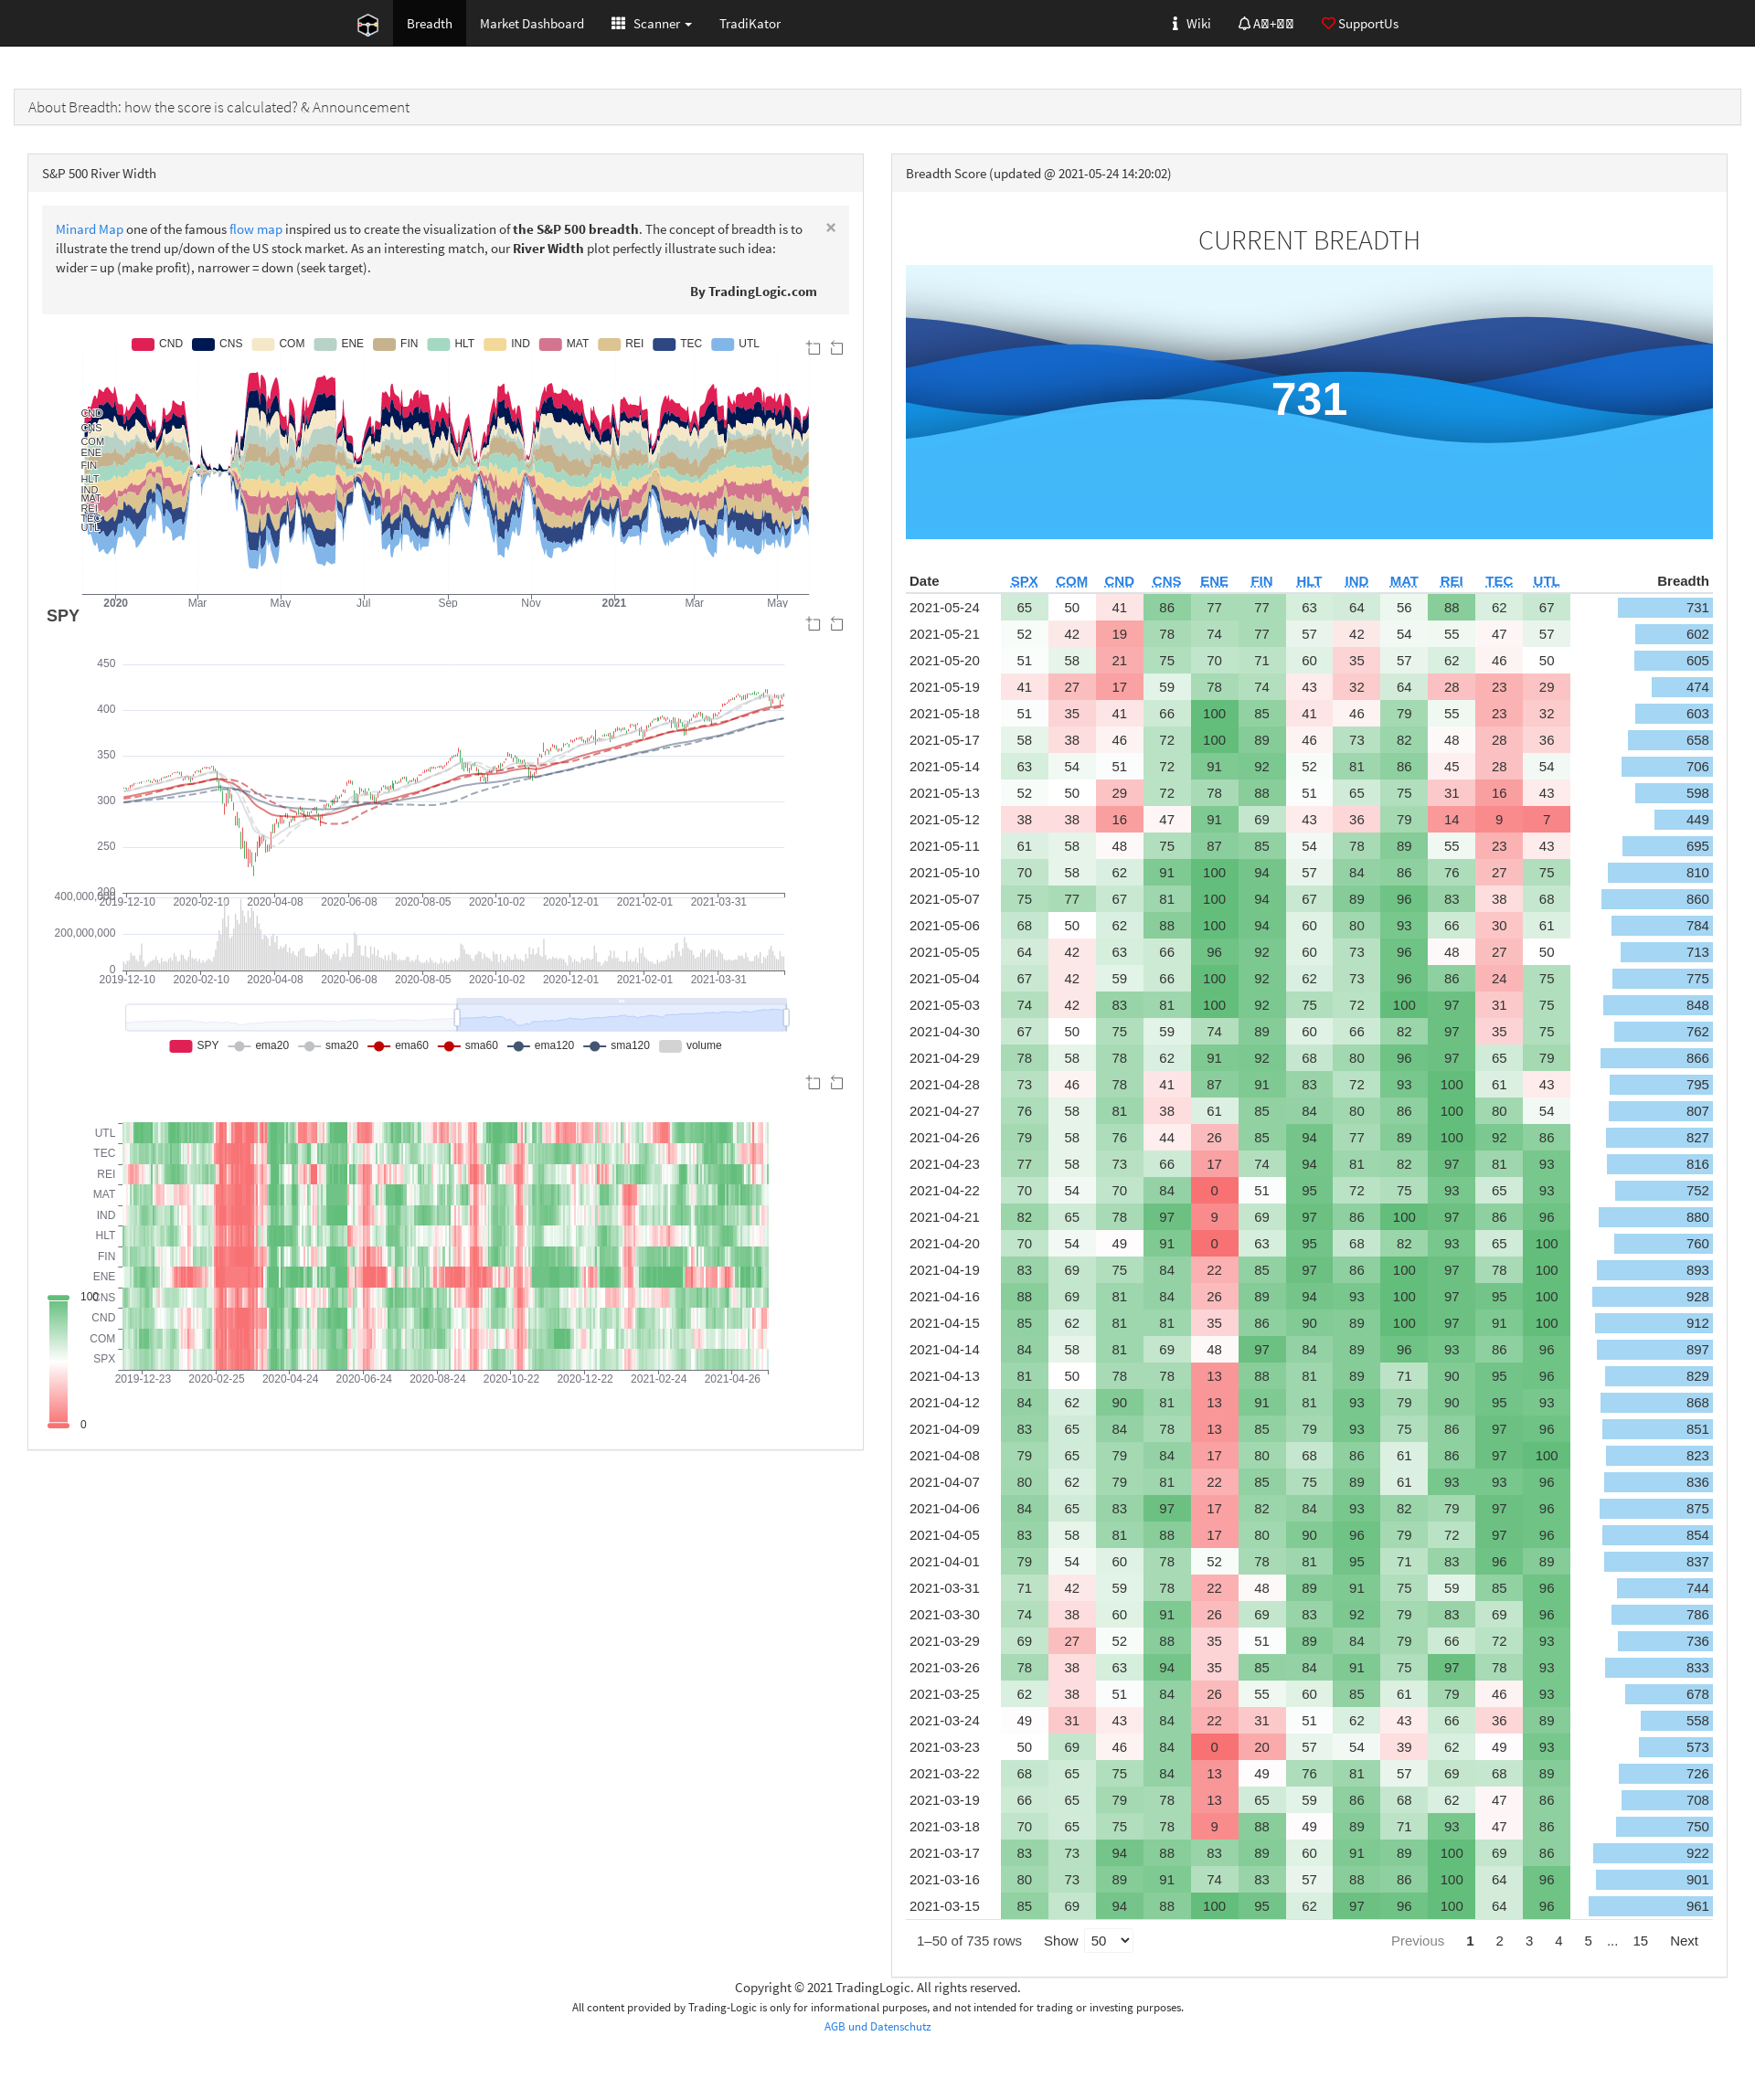 Breadth Market Dashboard Scanner TradiKator Wiki SupportUs
About Breadth: how the score is calculated? & Announcement
S&P 500 River Width
Minard Map one of the famous flow map inspired us to create the visualization of the S&P 500 breadth. The concept of breadth is to
illustrate the trend up/down of the US stock market. As an interesting match, our River Width plot perfectly illustrate such idea:
wider = up (make profit), narrower = down (seek target).
×
By TradingLogic.com
CND CNS COM ENE FIN HLT IND MAT REI TEC UTL
CND
CNS
COM
ENE
FIN
HLT
IND
MAT
REI
TEC
UTL
2020 Mar May Jul Sep Nov 2021 Mar May
SPY
450
400
350
300
250
200
2019-12-10 2020-02-10 2020-04-08 2020-06-08 2020-08-05 2020-10-02 2020-12-01 2021-02-01 2021-03-31
400,000,000
200,000,000
0
2019-12-10 2020-02-10 2020-04-08 2020-06-08 2020-08-05 2020-10-02 2020-12-01 2021-02-01 2021-03-31
SPY ema20 sma20 ema60 sma60 ema120 sma120 volume
UTL
TEC
REI
MAT
IND
HLT
FIN
ENE
CNS
CND
COM
SPX
2019-12-23 2020-02-25 2020-04-24 2020-06-24 2020-08-24 2020-10-22 2020-12-22 2021-02-24 2021-04-26
100
0
Breadth Score (updated @ 2021-05-24 14:20:02)
CURRENT BREADTH
731
Date SPX COM CND CNS ENE FIN HLT IND MAT REI TEC UTL Breadth
2021-05-24 65 50 41 86 77 77 63 64 56 88 62 67 731
2021-05-21 52 42 19 78 74 77 57 42 54 55 47 57 602
2021-05-20 51 58 21 75 70 71 60 35 57 62 46 50 605
2021-05-19 41 27 17 59 78 74 43 32 64 28 23 29 474
2021-05-18 51 35 41 66 100 85 41 46 79 55 23 32 603
2021-05-17 58 38 46 72 100 89 46 73 82 48 28 36 658
2021-05-14 63 54 51 72 91 92 52 81 86 45 28 54 706
2021-05-13 52 50 29 72 78 88 51 65 75 31 16 43 598
2021-05-12 38 38 16 47 91 69 43 36 79 14 9 7 449
2021-05-11 61 58 48 75 87 85 54 78 89 55 23 43 695
2021-05-10 70 58 62 91 100 94 57 84 86 76 27 75 810
2021-05-07 75 77 67 81 100 94 67 89 96 83 38 68 860
2021-05-06 68 50 62 88 100 94 60 80 93 66 30 61 784
2021-05-05 64 42 63 66 96 92 60 73 96 48 27 50 713
2021-05-04 67 42 59 66 100 92 62 73 96 86 24 75 775
2021-05-03 74 42 83 81 100 92 75 72 100 97 31 75 848
2021-04-30 67 50 75 59 74 89 60 66 82 97 35 75 762
2021-04-29 78 58 78 62 91 92 68 80 96 97 65 79 866
2021-04-28 73 46 78 41 87 91 83 72 93 100 61 43 795
2021-04-27 76 58 81 38 61 85 84 80 86 100 80 54 807
2021-04-26 79 58 76 44 26 85 94 77 89 100 92 86 827
2021-04-23 77 58 73 66 17 74 94 81 82 97 81 93 816
2021-04-22 70 54 70 84 0 51 95 72 75 93 65 93 752
2021-04-21 82 65 78 97 9 69 97 86 100 97 86 96 880
2021-04-20 70 54 49 91 0 63 95 68 82 93 65 100 760
2021-04-19 83 69 75 84 22 85 97 86 100 97 78 100 893
2021-04-16 88 69 81 84 26 89 94 93 100 97 95 100 928
2021-04-15 85 62 81 81 35 86 90 89 100 97 91 100 912
2021-04-14 84 58 81 69 48 97 84 89 96 93 86 96 897
2021-04-13 81 50 78 78 13 88 81 89 71 90 95 96 829
2021-04-12 84 62 90 81 13 91 81 93 79 90 95 93 868
2021-04-09 83 65 84 78 13 85 79 93 75 86 97 96 851
2021-04-08 79 65 79 84 17 80 68 86 61 86 97 100 823
2021-04-07 80 62 79 81 22 85 75 89 61 93 93 96 836
2021-04-06 84 65 83 97 17 82 84 93 82 79 97 96 875
2021-04-05 83 58 81 88 17 80 90 96 79 72 97 96 854
2021-04-01 79 54 60 78 52 78 81 95 71 83 96 89 837
2021-03-31 71 42 59 78 22 48 89 91 75 59 85 96 744
2021-03-30 74 38 60 91 26 69 83 92 79 83 69 96 786
2021-03-29 69 27 52 88 35 51 89 84 79 66 72 93 736
2021-03-26 78 38 63 94 35 85 84 91 75 97 78 93 833
2021-03-25 62 38 51 84 26 55 60 85 61 79 46 93 678
2021-03-24 49 31 43 84 22 31 51 62 43 66 36 89 558
2021-03-23 50 69 46 84 0 20 57 54 39 62 49 93 573
2021-03-22 68 65 75 84 13 49 76 81 57 69 68 89 726
2021-03-19 66 65 79 78 13 65 59 86 68 62 47 86 708
2021-03-18 70 65 75 78 9 88 49 89 71 93 47 86 750
2021-03-17 83 73 94 88 83 89 60 91 89 100 69 86 922
2021-03-16 80 73 89 91 74 83 57 88 86 100 64 96 901
2021-03-15 85 69 94 88 100 95 62 97 96 100 64 96 961
1–50 of 735 rows Show 50 Previous 1 2 3 4 5 ... 15 Next
Copyright © 2021 TradingLogic. All rights reserved.
All content provided by Trading-Logic is only for informational purposes, and not intended for trading or investing purposes.
AGB und Datenschutz